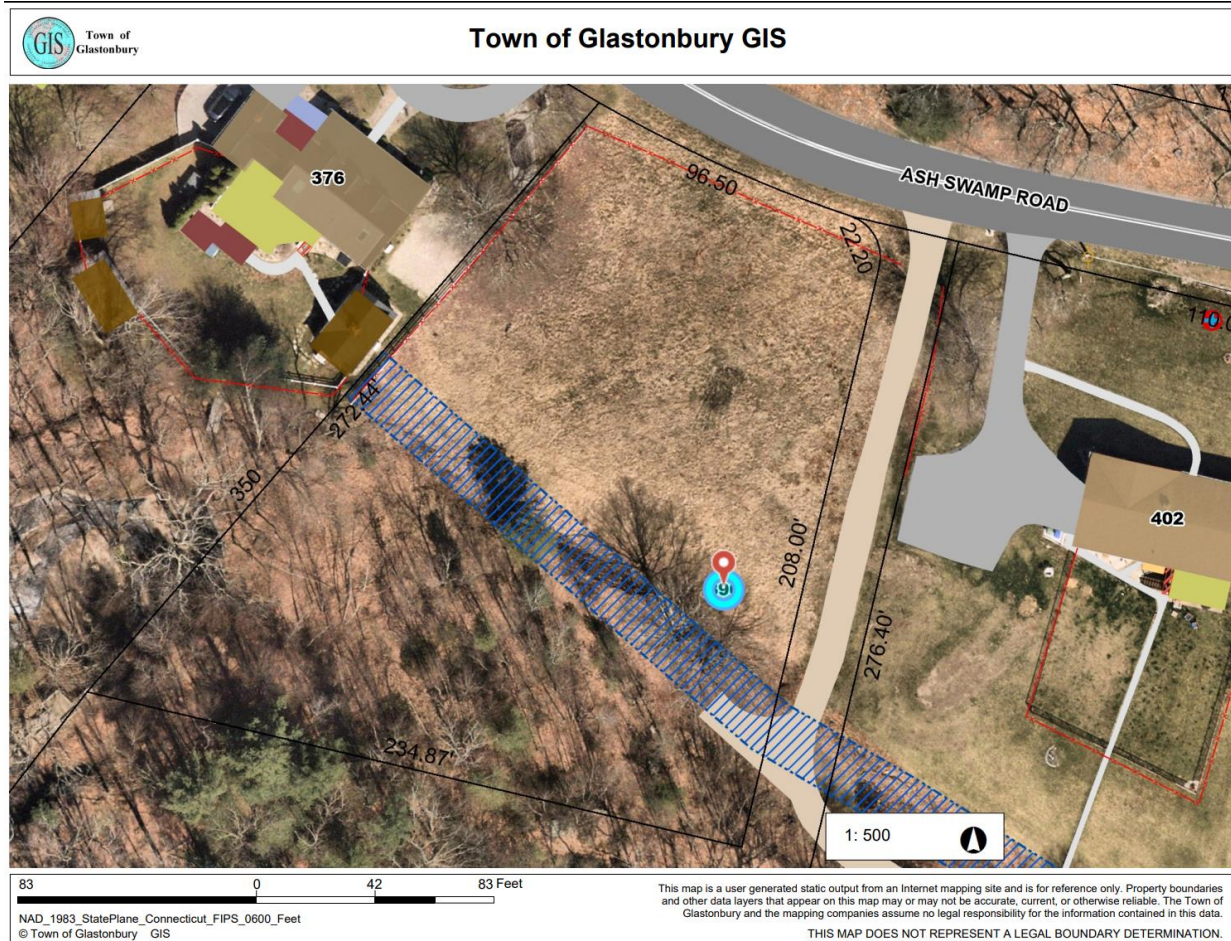 GIS
Town of
Glastonbury
Town of Glastonbury GIS
376
96.50
ASH SWAMP ROAD
22.20
272.44'
350
402
208.00'
276.40'
234.87'
1: 500
83
0
42
83 Feet
NAD_1983_StatePlane_Connecticut_FIPS_0600_Feet
© Town of Glastonbury GIS
This map is a user generated static output from an Internet mapping site and is for reference only. Property boundaries
and other data layers that appear on this map may or may not be accurate, current, or otherwise reliable. The Town of
Glastonbury and the mapping companies assume no legal responsibility for the information contained in this data.
THIS MAP DOES NOT REPRESENT A LEGAL BOUNDARY DETERMINATION.